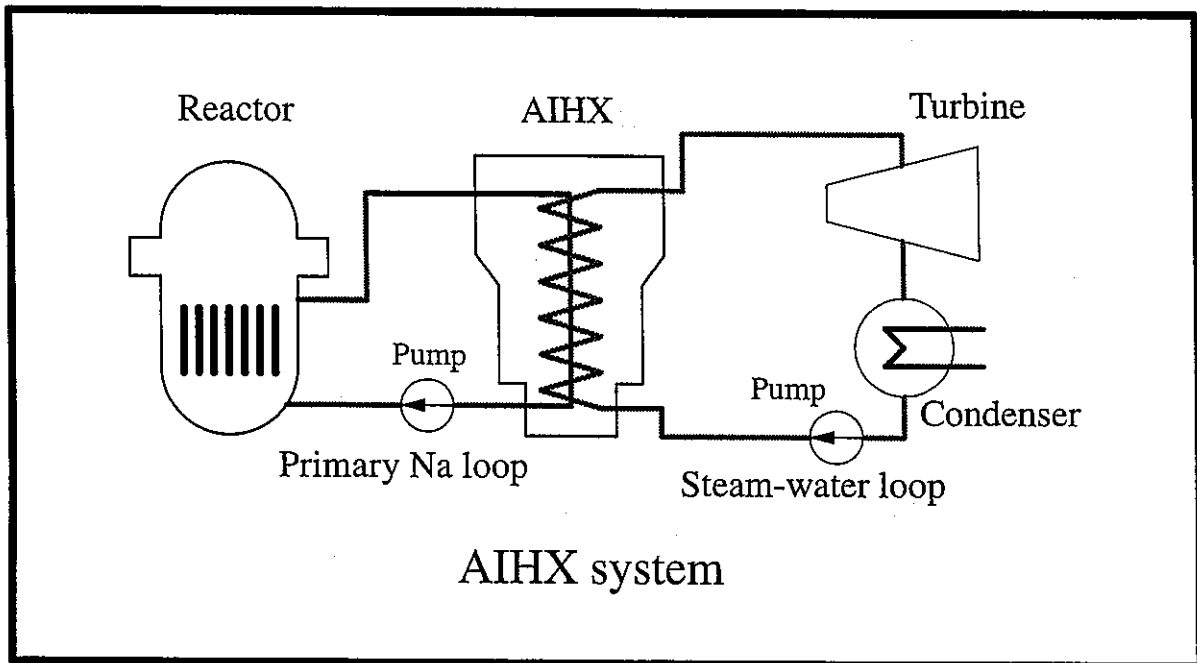 Reactor
AIHX
Turbine
Pump
Pump
Condenser
Primary Na loop
Steam-water loop
AIHX system